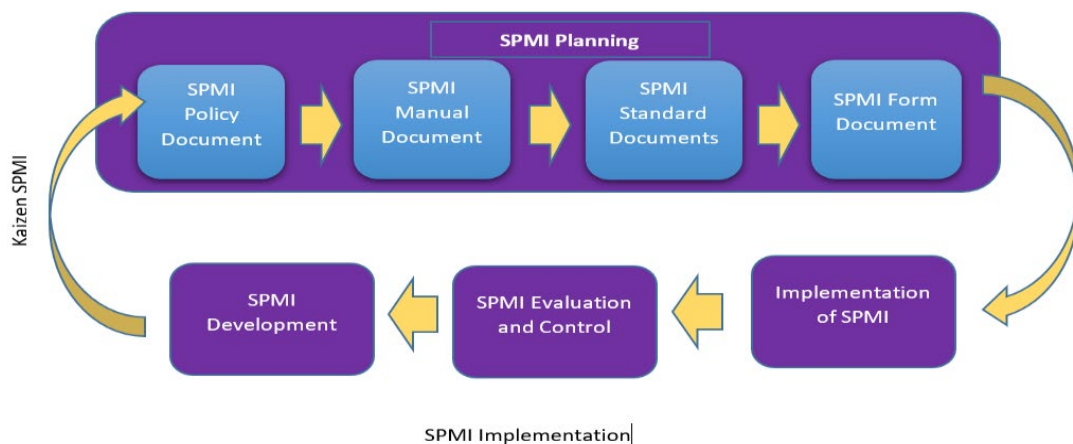 SPMI Planning
SPMI
Policy
Document
SPMI
Manual
Document
SPMI
Standard
Documents
SPMI Form
Document
Kaizen SPMI
SPMI
Development
SPMI Evaluation
and Control
Implementation
of SPMI
SPMI Implementation